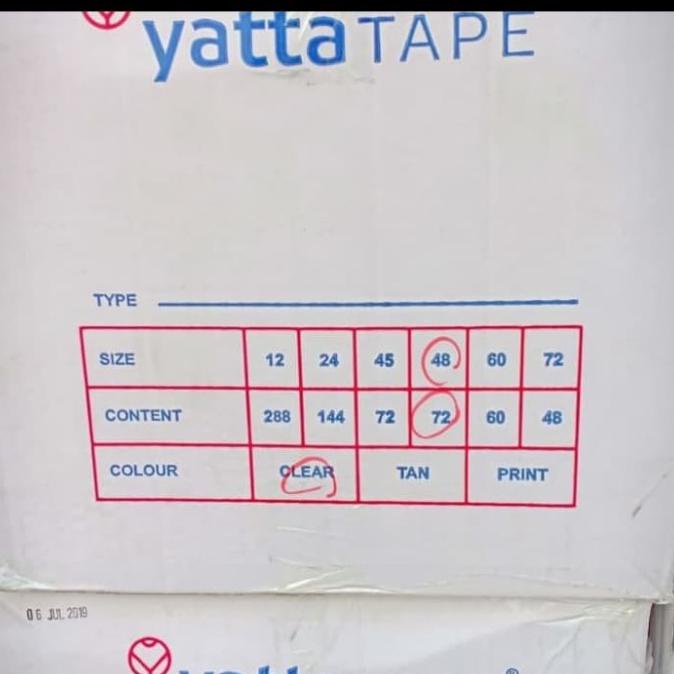 yatta TAPE
TYPE
SIZE 12 24 45 48 60 72
CONTENT 288 144 72 72 60 48
COLOUR CLEAR TAN PRINT
06 JUL 2019